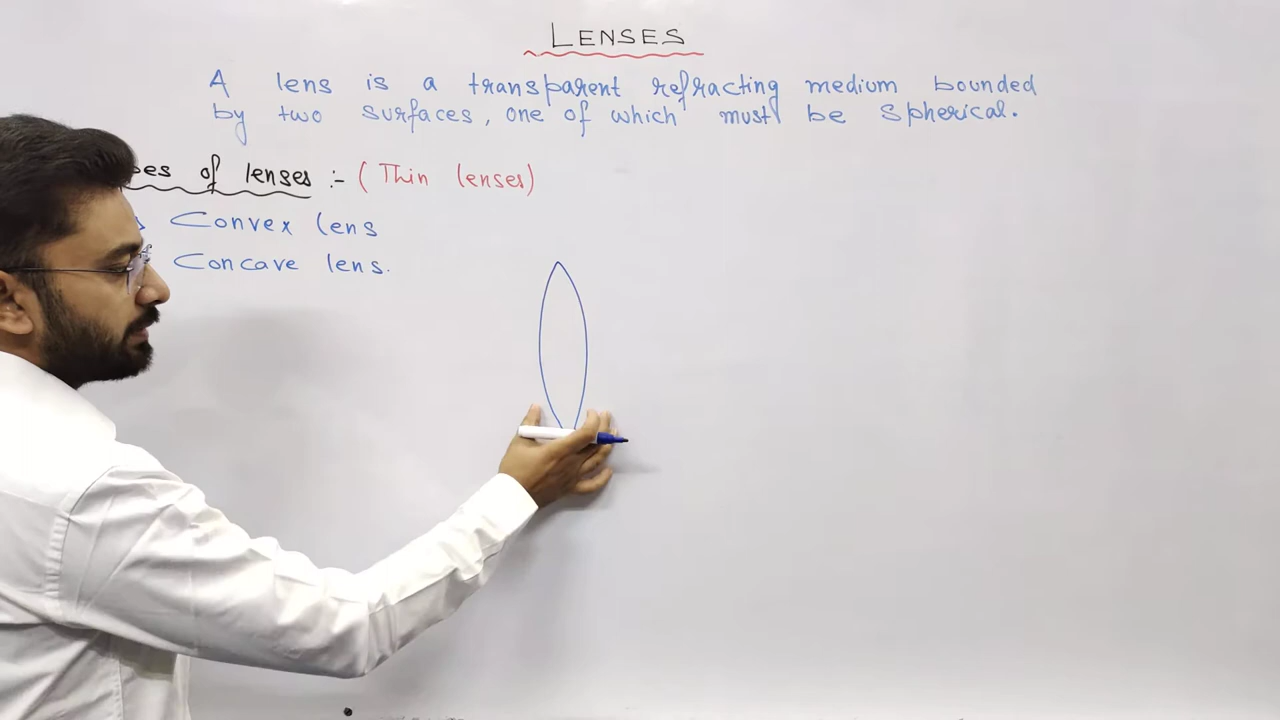 LENSES
A lens is a transparent refracting medium bounded
by two surfaces, one of which must be spherical.
of lenses :- (Thin lenses)
Convex lens
Concave lens.